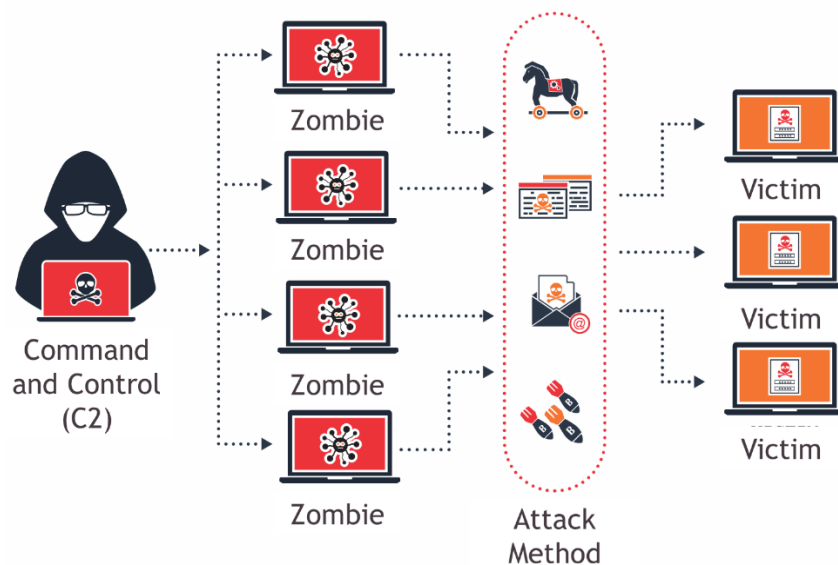 Zombie
Zombie
Zombie
Zombie
Command
and Control
(C2)
Attack
Method
@
Victim
Victim
Victim